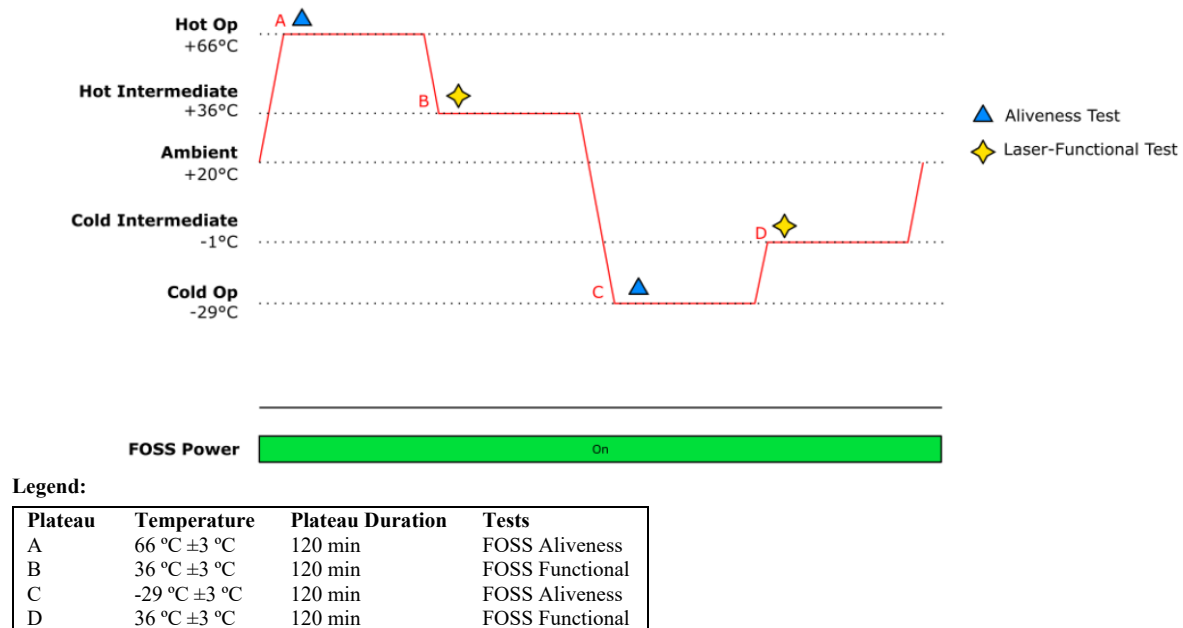 Hot Op
+66°C
A
Hot Intermediate
+36°C
B
Ambient
+20°C
Cold Intermediate
-1°C
D
Cold Op
-29°C
C
Aliveness Test
Laser-Functional Test
FOSS Power
On
Legend:
Plateau Temperature Plateau Duration Tests
A 66 ºC ±3 ºC 120 min FOSS Aliveness
B 36 ºC ±3 ºC 120 min FOSS Functional
C -29 ºC ±3 ºC 120 min FOSS Aliveness
D 36 ºC ±3 ºC 120 min FOSS Functional